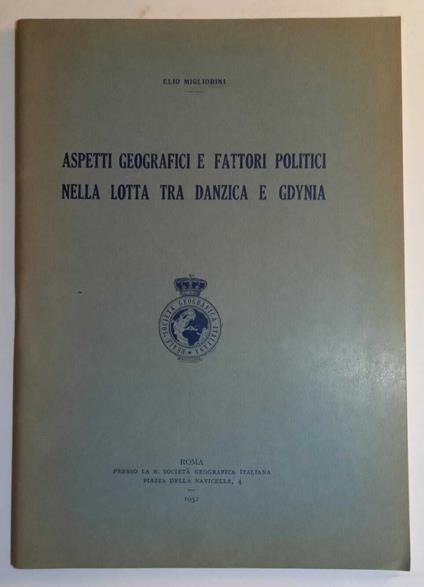 ELIO MIGLIORINI
ASPETTI GEOGRAFICI E FATTORI POLITICI
NELLA LOTTA TRA DANZICA E GDYNIA
REALE · SOCIETÀ GEOGRAFICA · ITALIANA
ROMA
PRESSO LA R. SOCIETÀ GEOGRAFICA ITALIANA
PIAZZA DELLA NAVICELLA, 4
1932